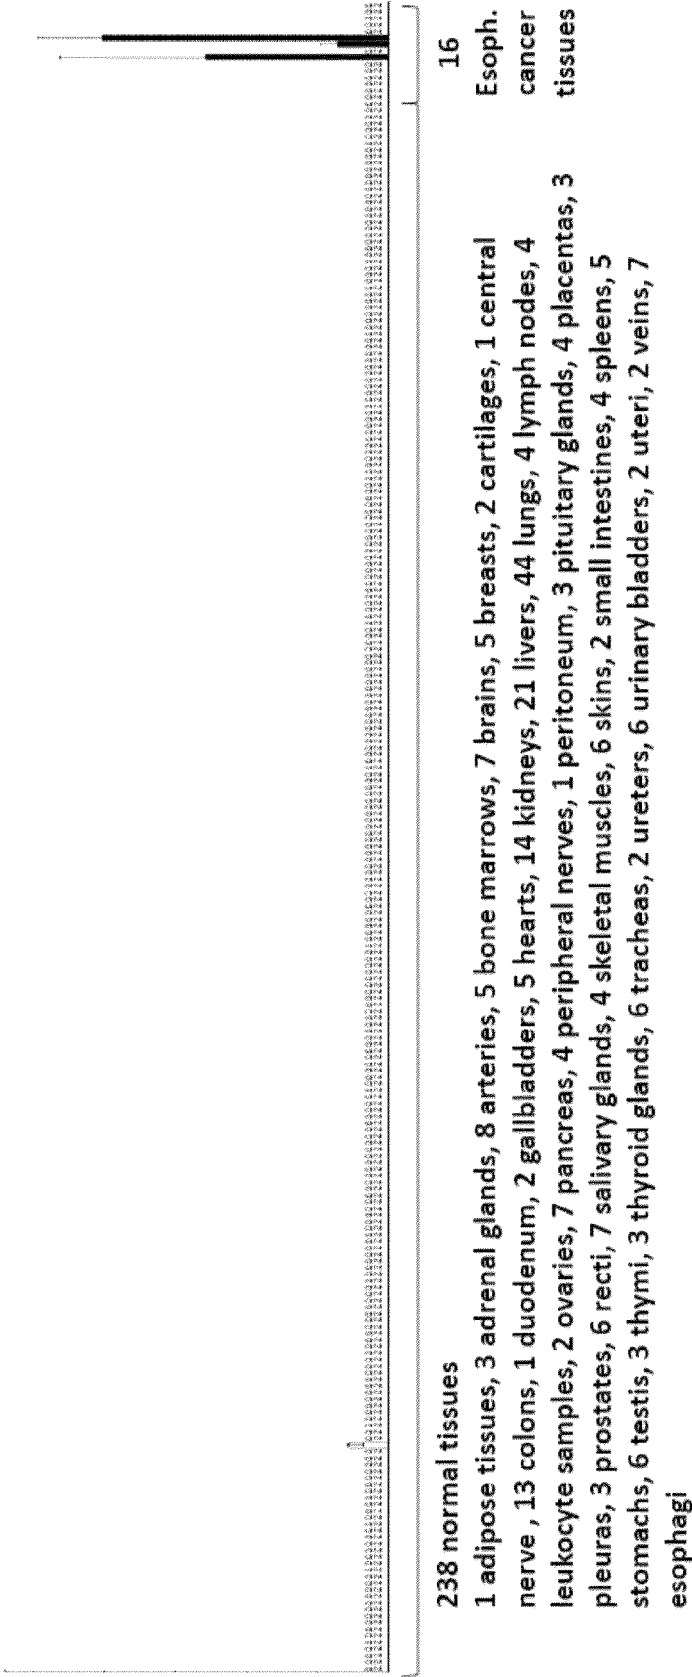 238 normal tissues
1 adipose tissues, 3 adrenal glands, 8 arteries, 5 bone marrows, 7 brains, 5 breasts, 2 cartilages, 1 central
nerve , 13 colons, 1 duodenum, 2 gallbladders, 5 hearts, 14 kidneys, 21 livers, 44 lungs, 4 lymph nodes, 4
leukocyte samples, 2 ovaries, 7 pancreas, 4 peripheral nerves, 1 peritoneum, 3 pituitary glands, 4 placentas, 3
pleuras, 3 prostates, 6 recti, 7 salivary glands, 4 skeletal muscles, 6 skins, 2 small intestines, 4 spleens, 5
stomachs, 6 testis, 3 thymi, 3 thyroid glands, 6 tracheas, 2 ureters, 6 urinary bladders, 2 uteri, 2 veins, 7
esophagi
16
Esoph.
cancer
tissues